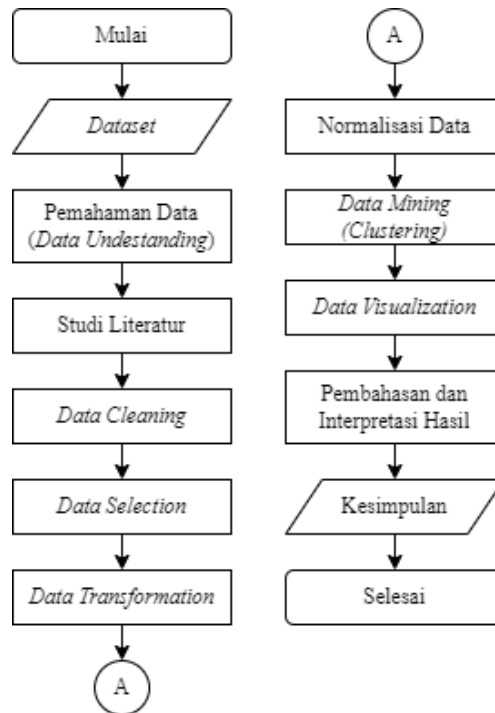 Mulai
Dataset
Pemahaman Data
(Data Undestanding)
Studi Literatur
Data Cleaning
Data Selection
Data Transformation
A
A
Normalisasi Data
Data Mining
(Clustering)
Data Visualization
Pembahasan dan
Interpretasi Hasil
Kesimpulan
Selesai